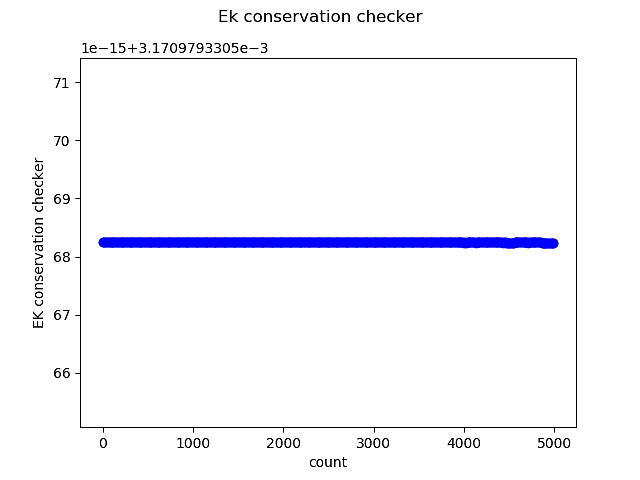 Ek conservation checker
1e−15+3.1709793305e−3
71
70
69
68
67
66
EK conservation checker
0 1000 2000 3000 4000 5000
count